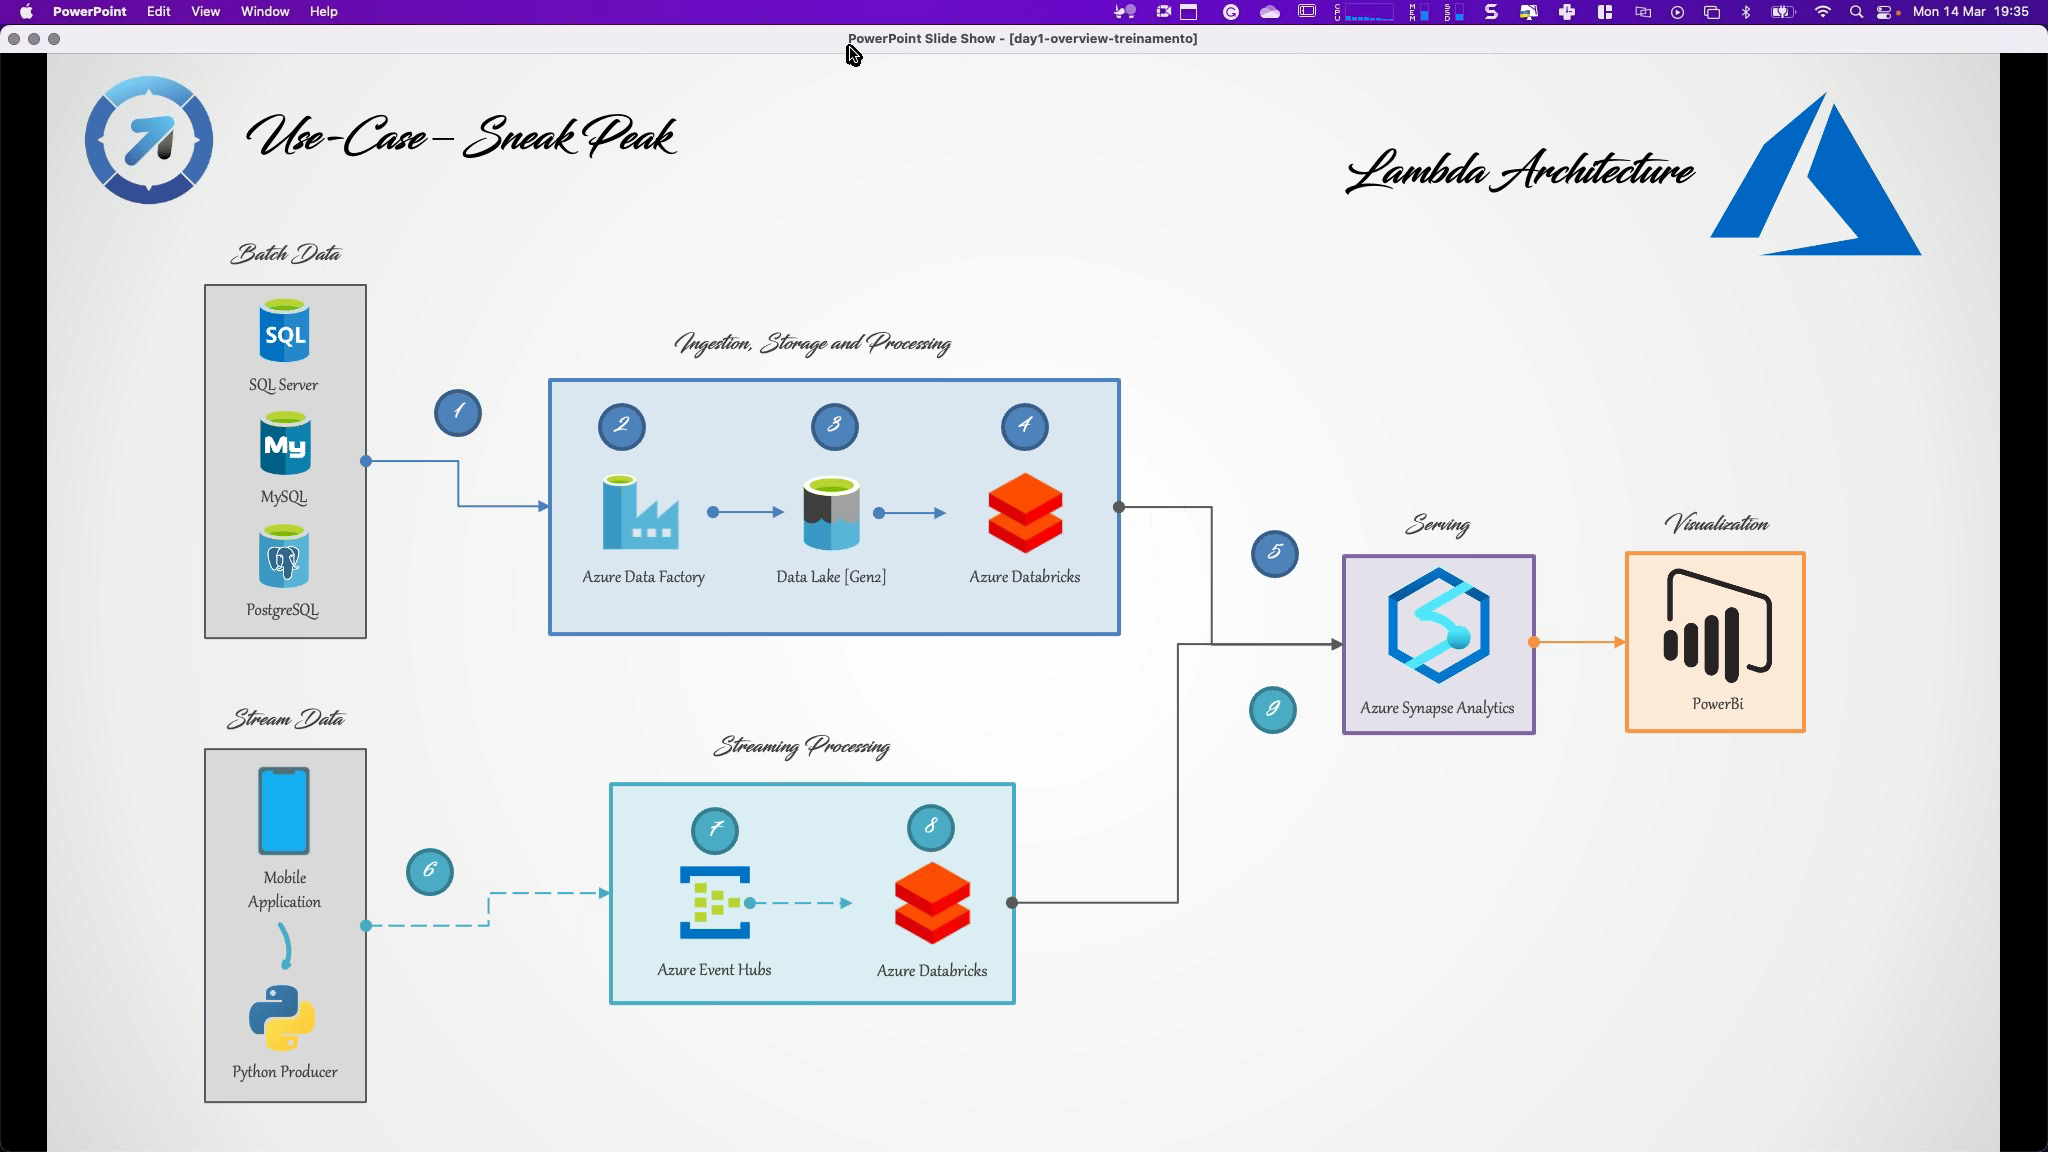 PowerPoint Edit View Window Help
CPU MEM SSD Mon 14 Mar 19:35
PowerPoint Slide Show - [day1-overview-treinamento]
Use-Case – Sneak Peak
Lambda Architecture
Batch Data
SQL
SQL Server
My
MySQL
PostgreSQL
1
Ingestion, Storage and Processing
2
3
4
Azure Data Factory
Data Lake [Gen2]
Azure Databricks
5
Serving
Azure Synapse Analytics
Visualization
PowerBi
Stream Data
Mobile
Application
Python Producer
6
Streaming Processing
7
8
Azure Event Hubs
Azure Databricks
9